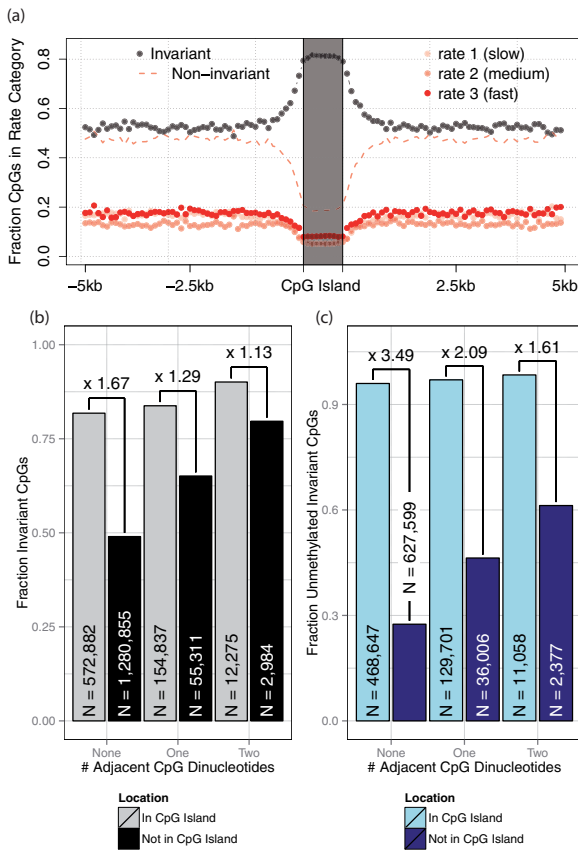 (a)
Fraction CpGs in Rate Category
0.8
0.6
0.4
0.2
0.0
Invariant
Non−invariant
rate 1 (slow)
rate 2 (medium)
rate 3 (fast)
−5kb
−2.5kb
CpG Island
2.5kb
5kb
(b)
Fraction Invariant CpGs
1.00
0.75
0.50
0.25
0.00
x 1.67
x 1.29
x 1.13
N = 572,882
N = 1,280,855
N = 154,837
N = 55,311
N = 12,275
N = 2,984
None
One
Two
# Adjacent CpG Dinucleotides
Location
In CpG Island
Not in CpG Island
(c)
Fraction Unmethylated Invariant CpGs
0.9
0.6
0.3
0.0
x 3.49
x 2.09
x 1.61
N = 468,647
N = 627,599
N = 129,701
N = 36,006
N = 11,058
N = 2,377
None
One
Two
# Adjacent CpG Dinucleotides
Location
In CpG Island
Not in CpG Island